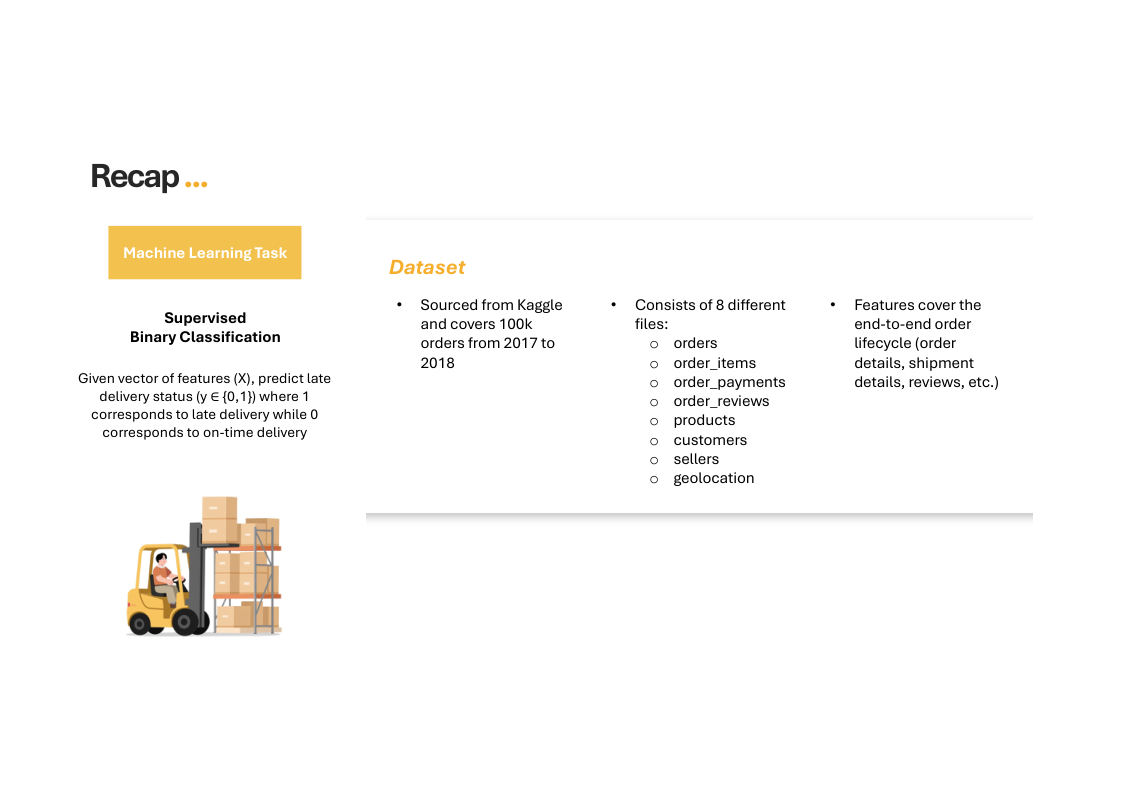 Recap ...
Machine Learning Task
Supervised
Binary Classification
Given vector of features (X), predict late
delivery status (y ∈ {0,1}) where 1
corresponds to late delivery while 0
corresponds to on-time delivery
Dataset
• Sourced from Kaggle
and covers 100k
orders from 2017 to
2018
• Consists of 8 different
files:
o orders
o order_items
o order_payments
o order_reviews
o products
o customers
o sellers
o geolocation
• Features cover the
end-to-end order
lifecycle (order
details, shipment
details, reviews, etc.)